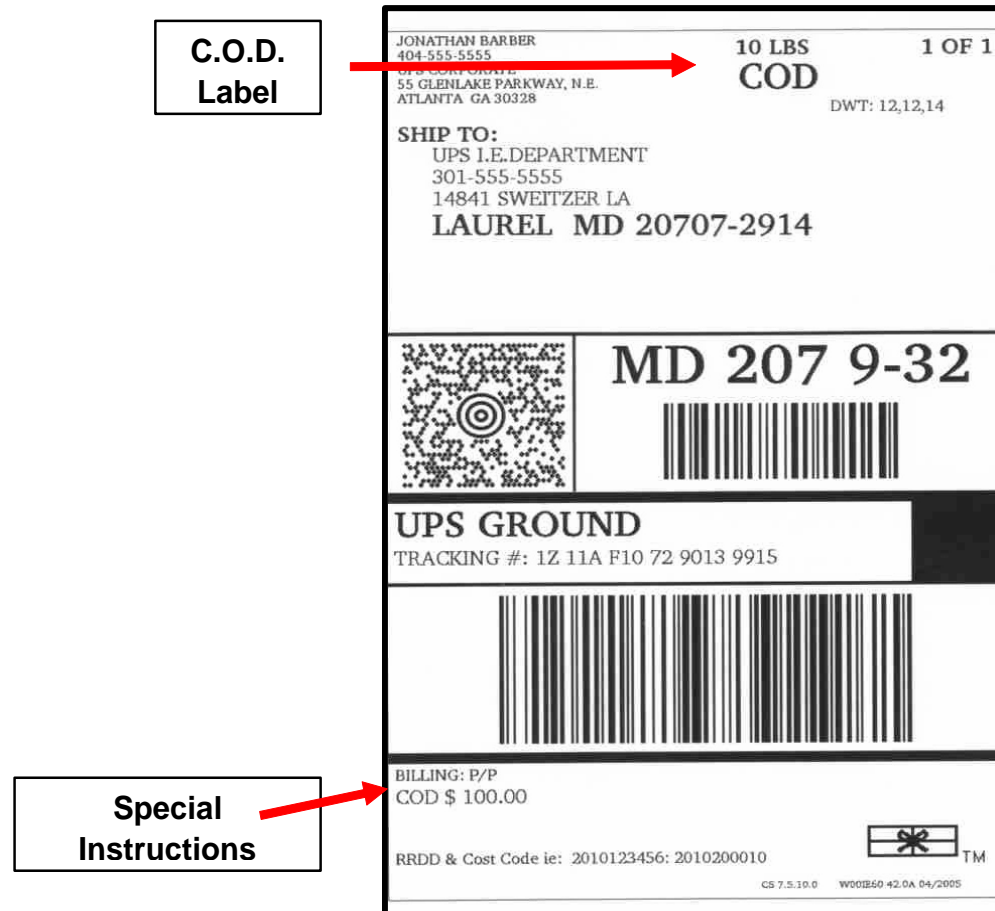 C.O.D.
Label
JONATHAN BARBER
404-555-5555
UPS CORPORATE
55 GLENLAKE PARKWAY, N.E.
ATLANTA GA 30328
10 LBS
1 OF 1
COD
DWT: 12,12,14
SHIP TO:
UPS I.E.DEPARTMENT
301-555-5555
14841 SWEITZER LA
LAUREL MD 20707-2914
MD 207 9-32
UPS GROUND
TRACKING #: 1Z 11A F10 72 9013 9915
Special
Instructions
BILLING: P/P
COD $ 100.00
RRDD & Cost Code ie: 2010123456: 2010200010
TM
CS 7.5.10.0 W00IE60 42.0A 04/2005